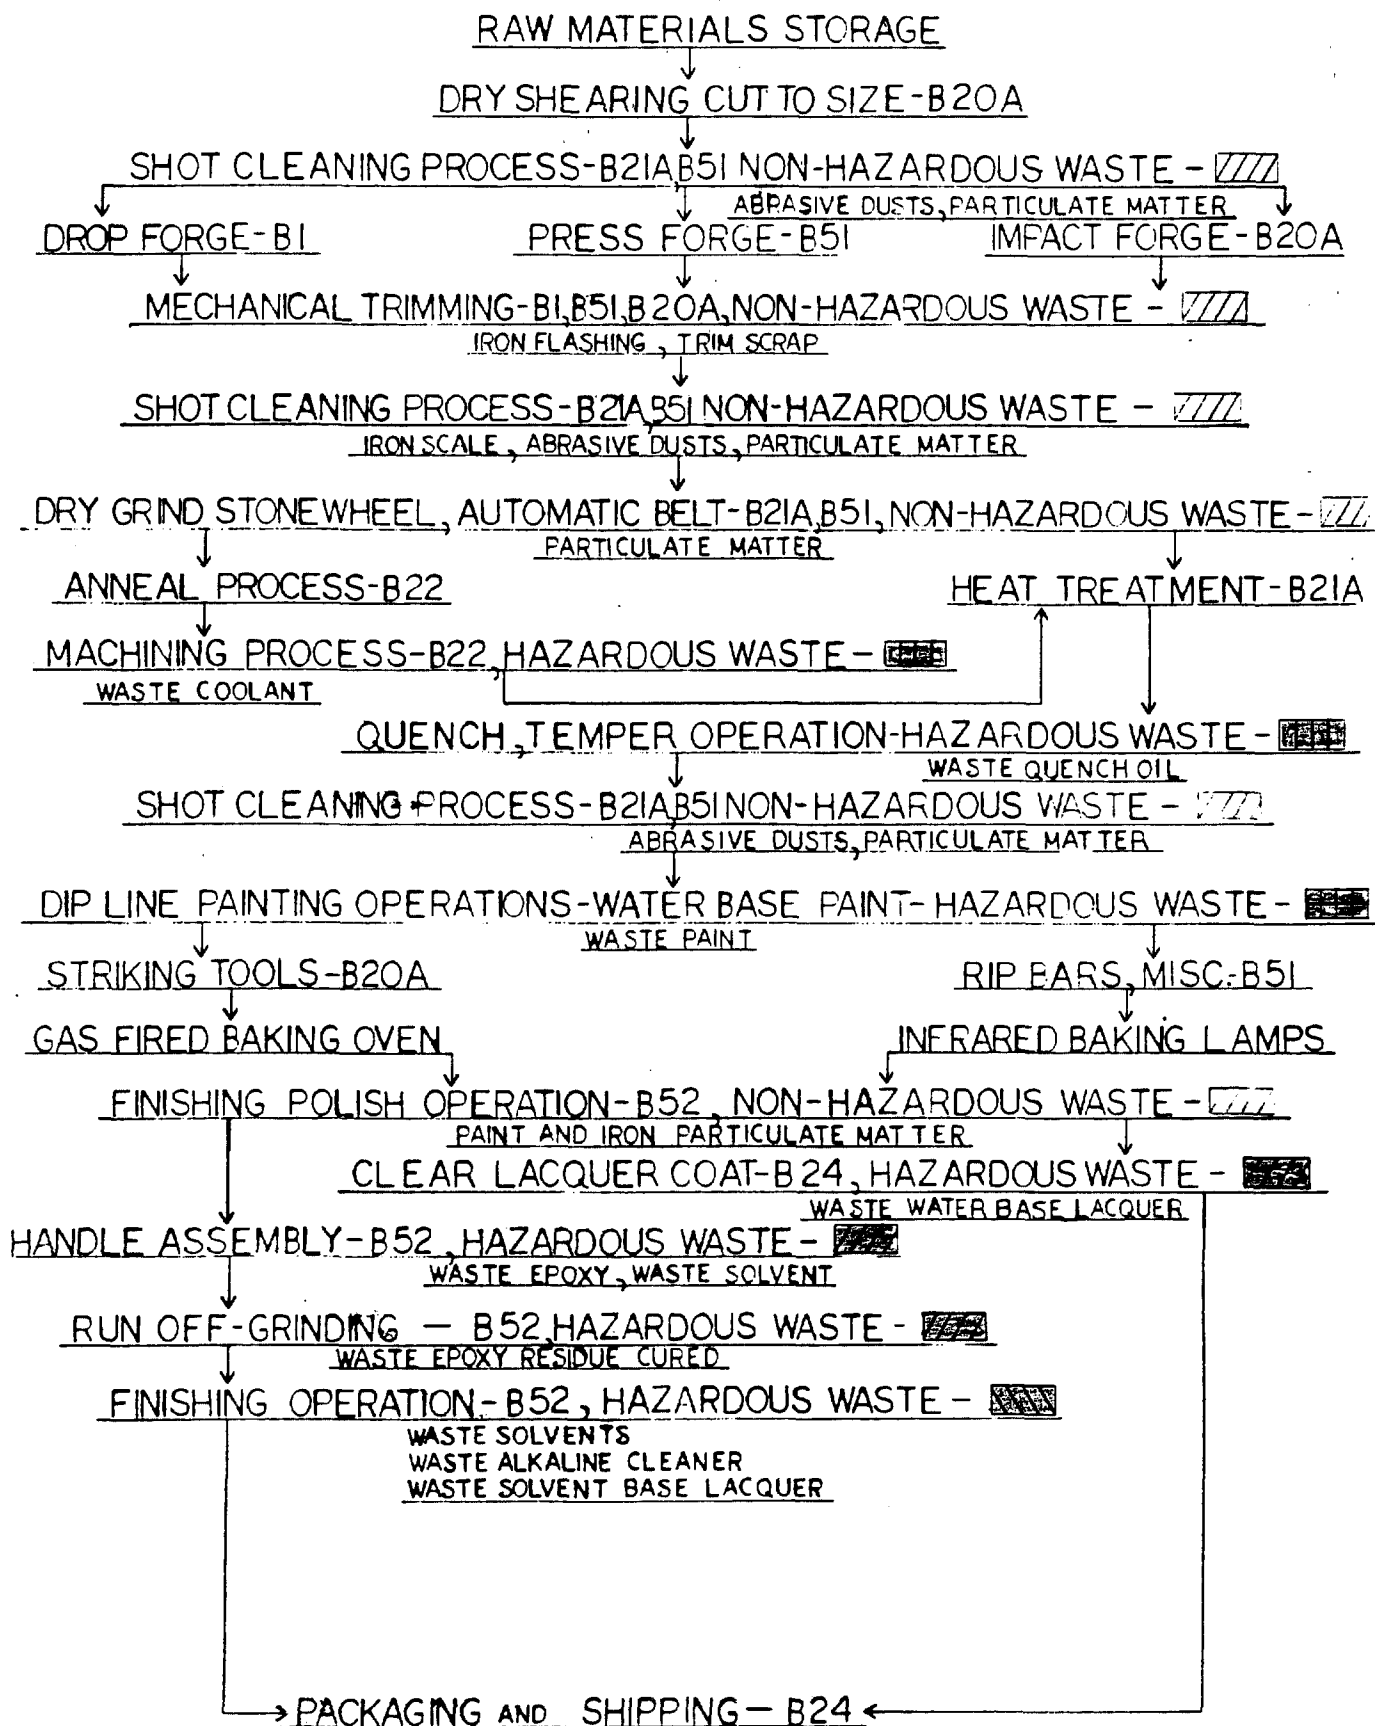 RAW MATERIALS STORAGE
DRY SHEARING CUT TO SIZE-B20A
SHOT CLEANING PROCESS-B21A,B51 NON-HAZARDOUS WASTE-
ABRASIVE DUSTS, PARTICULATE MATTER
DROP FORGE-B1 PRESS FORGE-B51 IMPACT FORGE-B20A
MECHANICAL TRIMMING-B1,B51,B20A,NON-HAZARDOUS WASTE-
IRON FLASHING, TRIM SCRAP
SHOT CLEANING PROCESS-B21A,B51 NON-HAZARDOUS WASTE -
IRON SCALE, ABRASIVE DUSTS, PARTICULATE MATTER
DRY GRIND STONEWHEEL, AUTOMATIC BELT-B21A,B51, NON-HAZARDOUS WASTE-
PARTICULATE MATTER
ANNEAL PROCESS-B22 HEAT TREATMENT-B21A
MACHINING PROCESS-B22, HAZARDOUS WASTE-
WASTE COOLANT
QUENCH, TEMPER OPERATION-HAZARDOUS WASTE-
WASTE QUENCH OIL
SHOT CLEANING PROCESS-B21A,B51 NON-HAZARDOUS WASTE -
ABRASIVE DUSTS, PARTICULATE MATTER
DIP LINE PAINTING OPERATIONS-WATER BASE PAINT-HAZARDOUS WASTE-
WASTE PAINT
STRIKING TOOLS-B20A RIP BARS, MISC.-B51
GAS FIRED BAKING OVEN INFRARED BAKING LAMPS
FINISHING POLISH OPERATION-B52, NON-HAZARDOUS WASTE-
PAINT AND IRON PARTICULATE MATTER
CLEAR LACQUER COAT-B24, HAZARDOUS WASTE-
WASTE WATER BASE LACQUER
HANDLE ASSEMBLY-B52, HAZARDOUS WASTE-
WASTE EPOXY, WASTE SOLVENT
RUN OFF-GRINDING - B52, HAZARDOUS WASTE-
WASTE EPOXY RESIDUE CURED
FINISHING OPERATION-B52, HAZARDOUS WASTE-
WASTE SOLVENTS
WASTE ALKALINE CLEANER
WASTE SOLVENT BASE LACQUER
PACKAGING AND SHIPPING-B24